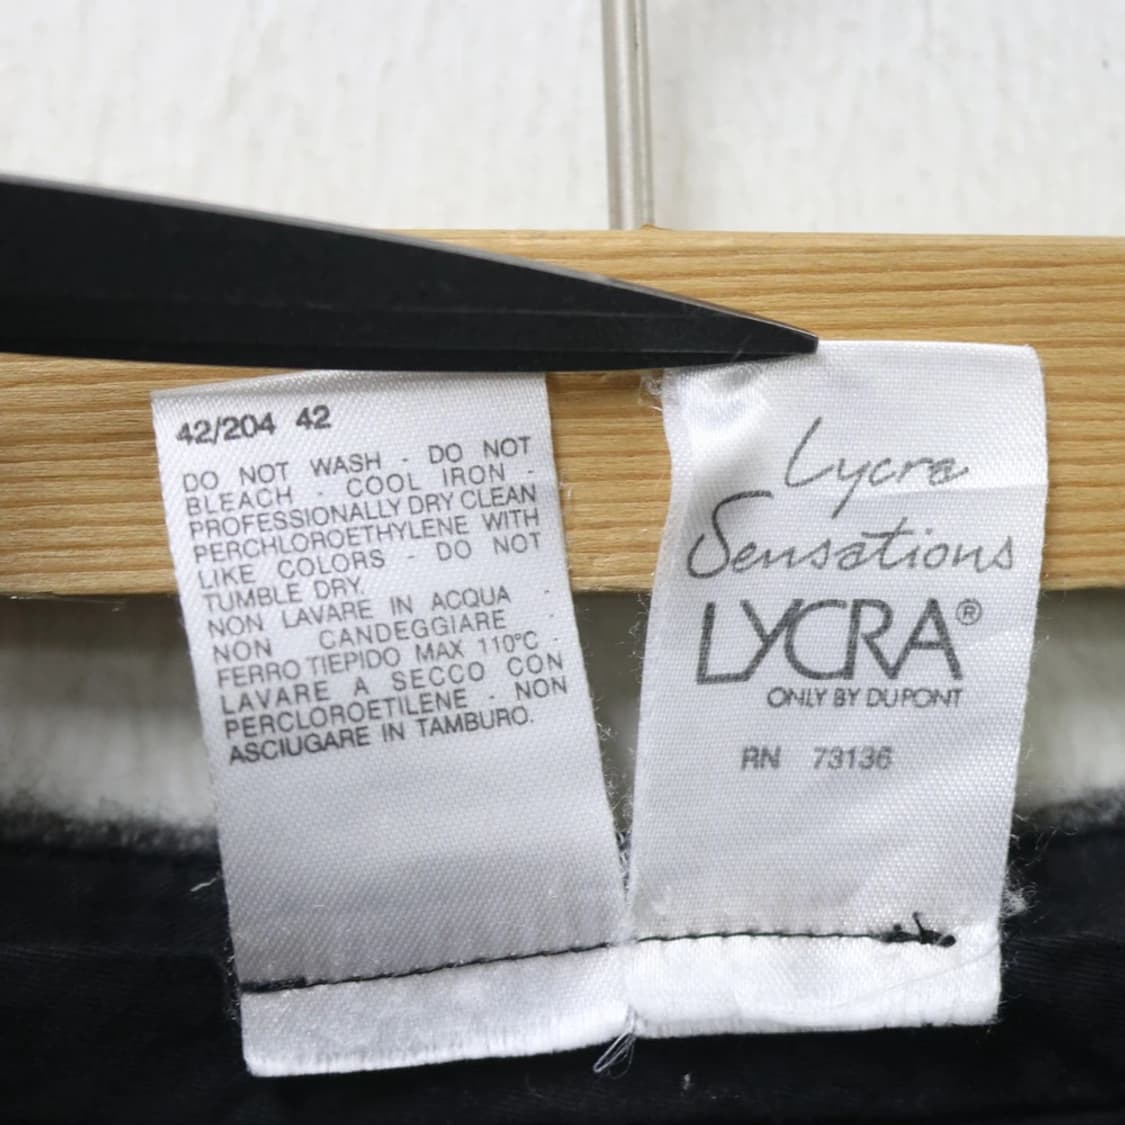 42/204 42
DO NOT WASH - DO NOT
BLEACH - COOL IRON -
PROFESSIONALLY DRY CLEAN
PERCHLOROETHYLENE WITH
LIKE COLORS - DO NOT
TUMBLE DRY.
NON LAVARE IN ACQUA -
NON CANDEGGIARE -
FERRO TIEPIDO MAX 110°C -
LAVARE A SECCO CON
PERCLOROETILENE - NON
ASCIUGARE IN TAMBURO.
Lycra
Sensations
LYCRA®
ONLY BY DU PONT
RN 73136